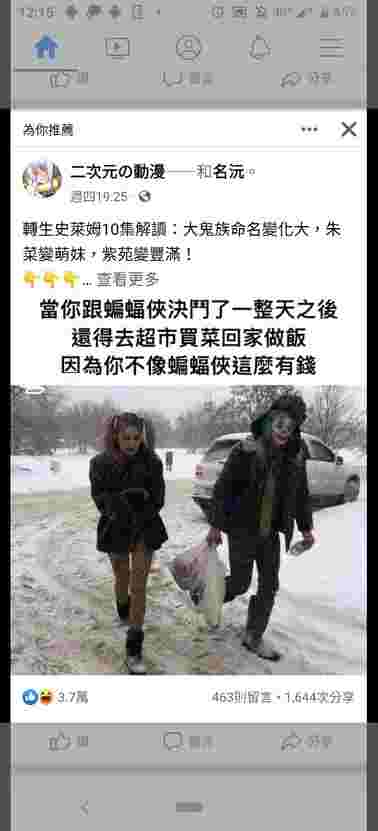 12:15
讚
留言
分享
為你推薦
二次元の動漫——和名沅。
週四19:25
轉生史萊姆10集解讀：大鬼族命名變化大，朱
菜變萌妹，紫苑變豐滿！
... 查看更多
當你跟蝙蝠俠決鬥了一整天之後
還得去超市買菜回家做飯
因為你不像蝙蝠俠這麼有錢
3.7萬
463則留言・1,644次分享
讚
留言
分享